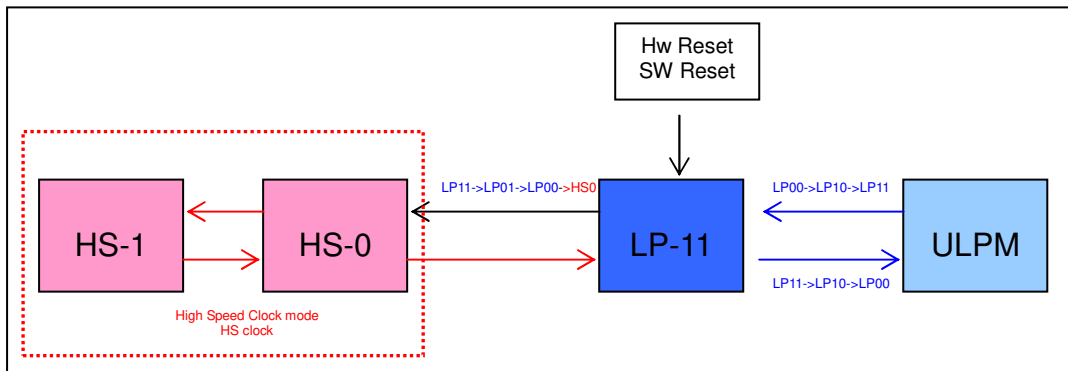 Hw Reset
SW Reset
LP11->LP01->LP00->HS0
LP00->LP10->LP11
HS-1
HS-0
LP-11
ULPM
LP11->LP10->LP00
High Speed Clock mode
HS clock